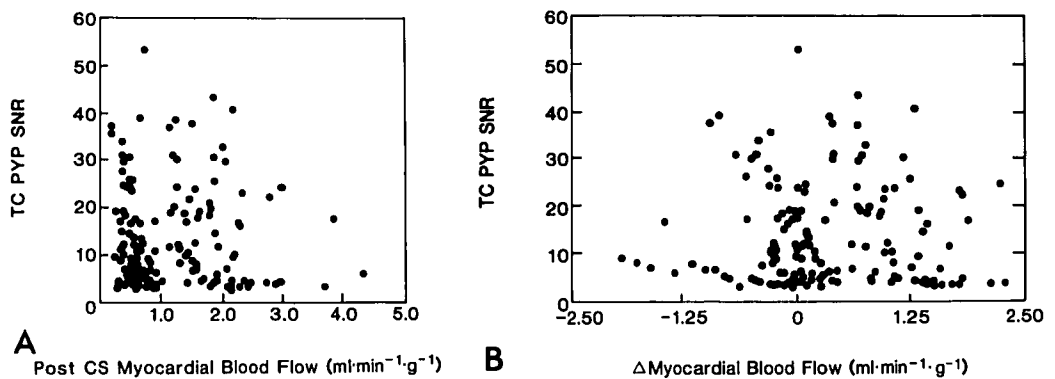 60
50
40
30
20
10
0
TC PYP SNR
1.0 2.0 3.0 4.0 5.0
A
Post CS Myocardial Blood Flow (ml·min⁻¹·g⁻¹)
60
50
40
30
20
10
0
TC PYP SNR
-2.50 -1.25 0 1.25 2.50
B
ΔMyocardial Blood Flow (ml·min⁻¹·g⁻¹)